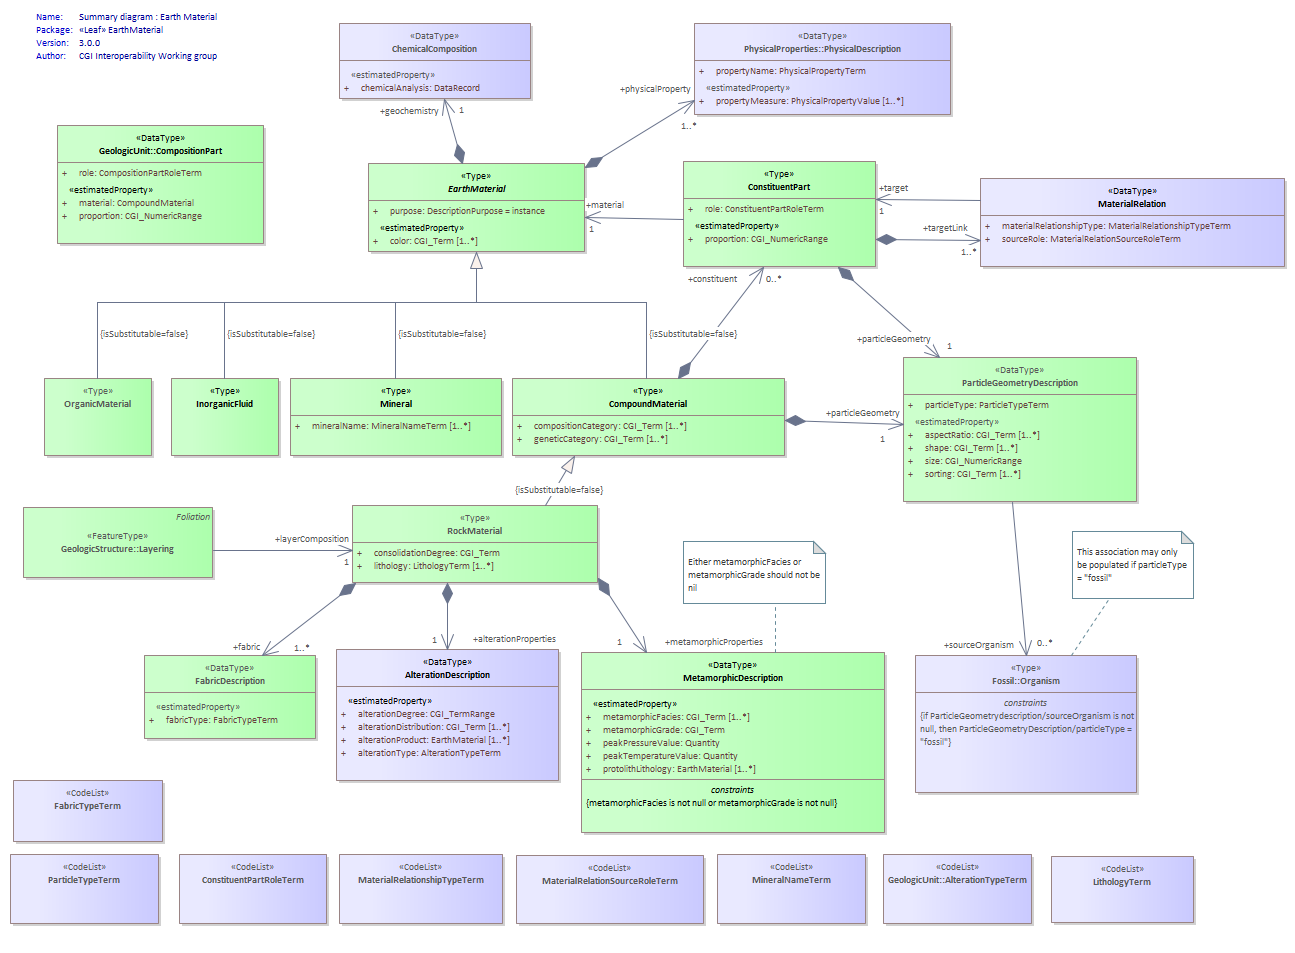 Name: Summary diagram : Earth Material
Package: «Leaf» EarthMaterial
Version: 3.0.0
Author: CGI Interoperability Working group
«DataType»
ChemicalComposition
«estimatedProperty»
+ chemicalAnalysis: DataRecord
«DataType»
PhysicalProperties::PhysicalDescription
+ propertyName: PhysicalPropertyTerm
«estimatedProperty»
+ propertyMeasure: PhysicalPropertyValue [1..*]
+geochemistry
1
+physicalProperty
1..*
«DataType»
GeologicUnit::CompositionPart
+ role: CompositionPartRoleTerm
«estimatedProperty»
+ material: CompoundMaterial
+ proportion: CGI_NumericRange
«Type»
EarthMaterial
+ purpose: DescriptionPurpose = instance
«estimatedProperty»
+ color: CGI_Term [1..*]
+material
1
«Type»
ConstituentPart
+ role: ConstituentPartRoleTerm
«estimatedProperty»
+ proportion: CGI_NumericRange
+target
1
+targetLink
1..*
«DataType»
MaterialRelation
+ materialRelationshipType: MaterialRelationshipTypeTerm
+ sourceRole: MaterialRelationSourceRoleTerm
+constituent
0..*
{isSubstitutable=false}
{isSubstitutable=false}
{isSubstitutable=false}
{isSubstitutable=false}
+particleGeometry
1
«Type»
OrganicMaterial
«Type»
InorganicFluid
«Type»
Mineral
+ mineralName: MineralNameTerm [1..*]
«Type»
CompoundMaterial
+ compositionCategory: CGI_Term [1..*]
+ geneticCategory: CGI_Term [1..*]
+particleGeometry
1
«DataType»
ParticleGeometryDescription
+ particleType: ParticleTypeTerm
«estimatedProperty»
+ aspectRatio: CGI_Term [1..*]
+ shape: CGI_Term [1..*]
+ size: CGI_NumericRange
+ sorting: CGI_Term [1..*]
{isSubstitutable=false}
Foliation
«FeatureType»
GeologicStructure::Layering
+layerComposition
1
«Type»
RockMaterial
+ consolidationDegree: CGI_Term
+ lithology: LithologyTerm [1..*]
Either metamorphicFacies or
metamorphicGrade should not be
nil
This association may only
be populated if particleType
= "fossil"
+fabric
1..*
1
+alterationProperties
1
+metamorphicProperties
+sourceOrganism
0..*
«DataType»
FabricDescription
«estimatedProperty»
+ fabricType: FabricTypeTerm
«DataType»
AlterationDescription
«estimatedProperty»
+ alterationDegree: CGI_TermRange
+ alterationDistribution: CGI_Term [1..*]
+ alterationProduct: EarthMaterial [1..*]
+ alterationType: AlterationTypeTerm
«DataType»
MetamorphicDescription
«estimatedProperty»
+ metamorphicFacies: CGI_Term [1..*]
+ metamorphicGrade: CGI_Term
+ peakPressureValue: Quantity
+ peakTemperatureValue: Quantity
+ protolithLithology: EarthMaterial [1..*]
constraints
{metamorphicFacies is not null or metamorphicGrade is not null}
«Type»
Fossil::Organism
constraints
{if ParticleGeometrydescription/sourceOrganism is not
null, then ParticleGeometryDescription/particleType =
"fossil"}
«CodeList»
FabricTypeTerm
«CodeList»
ParticleTypeTerm
«CodeList»
ConstituentPartRoleTerm
«CodeList»
MaterialRelationshipTypeTerm
«CodeList»
MaterialRelationSourceRoleTerm
«CodeList»
MineralNameTerm
«CodeList»
GeologicUnit::AlterationTypeTerm
«CodeList»
LithologyTerm